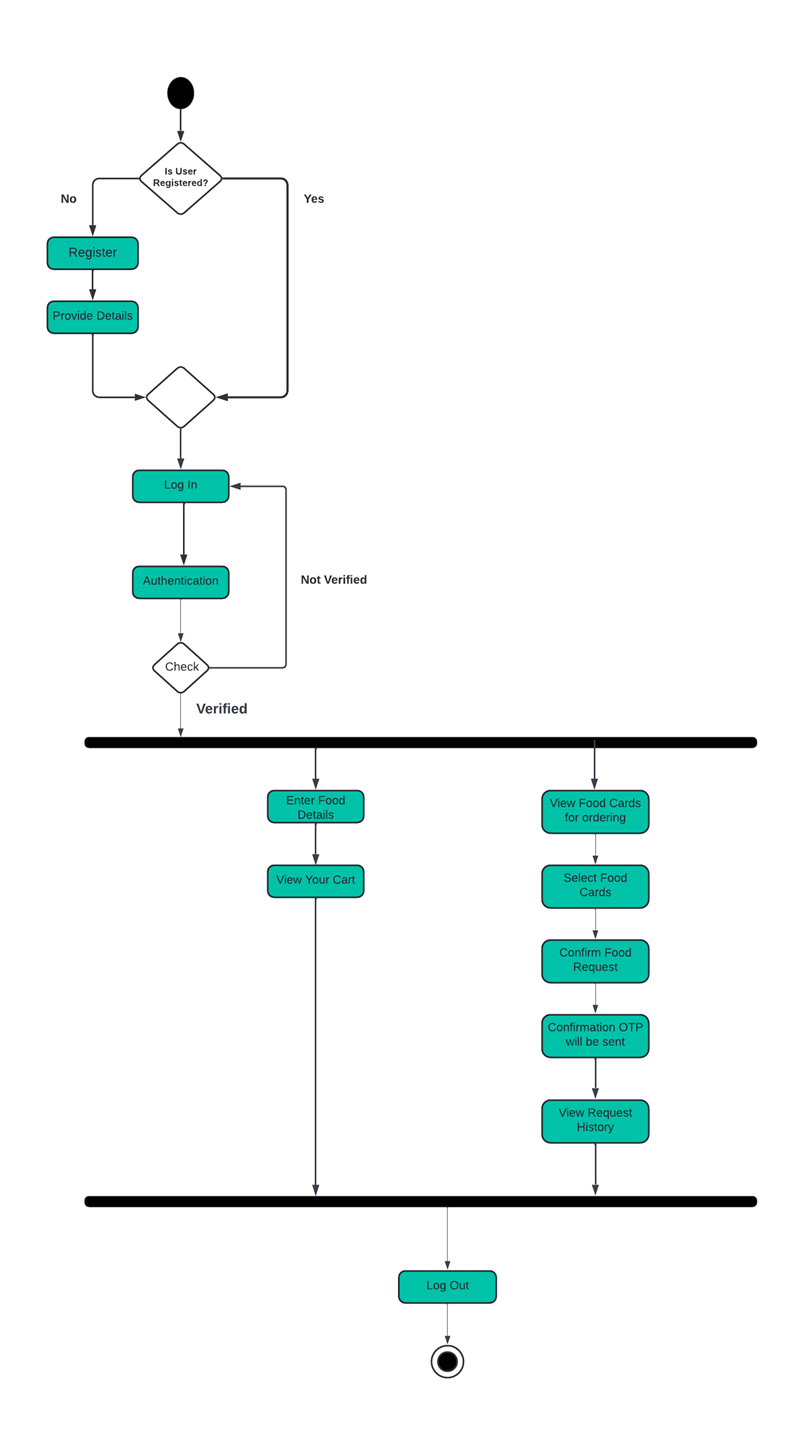 Is User
Registered?
No
Yes
Register
Provide Details
Log In
Authentication
Not Verified
Check
Verified
Enter Food
Details
View Your Cart
View Food Cards
for ordering
Select Food
Cards
Confirm Food
Request
Confirmation OTP
will be sent
View Request
History
Log Out